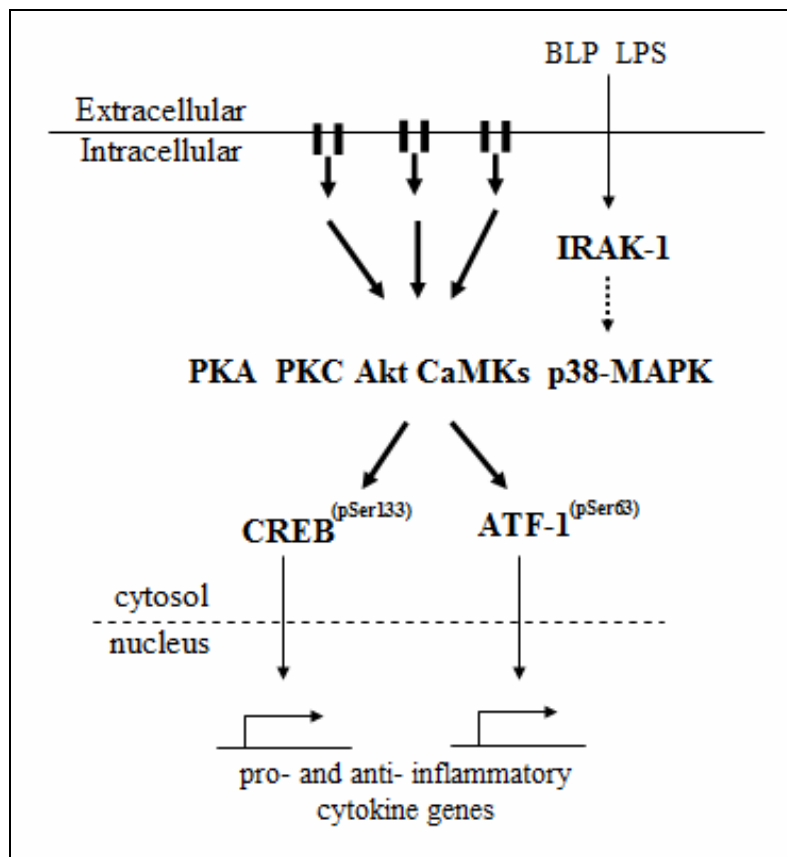 BLP LPS
Extracellular
Intracellular
IRAK-1
PKA PKC Akt CaMKs p38-MAPK
CREB(pSer133) ATF-1(pSer63)
cytosol
nucleus
pro- and anti- inflammatory
cytokine genes